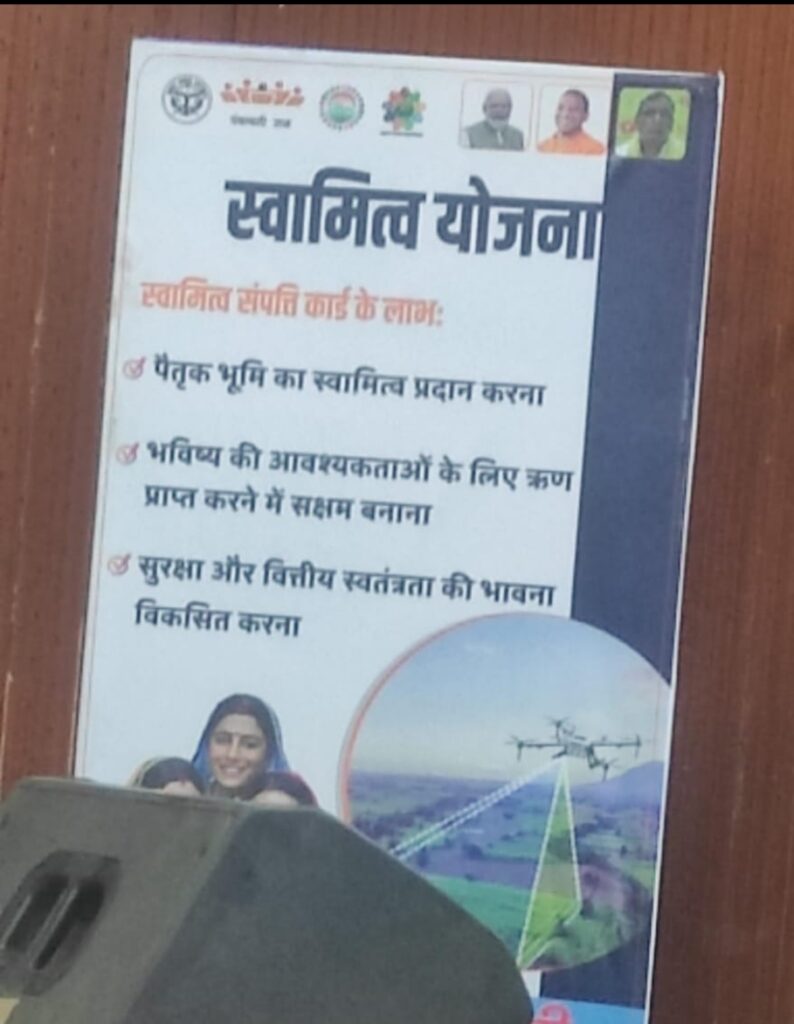 पंचायती राज
स्वामित्व योजना
स्वामित्व संपत्ति कार्ड के लाभ:
पैतृक भूमि का स्वामित्व प्रदान करना
भविष्य की आवश्यकताओं के लिए ऋण
प्राप्त करने में सक्षम बनाना
सुरक्षा और वित्तीय स्वतंत्रता की भावना
विकसित करना